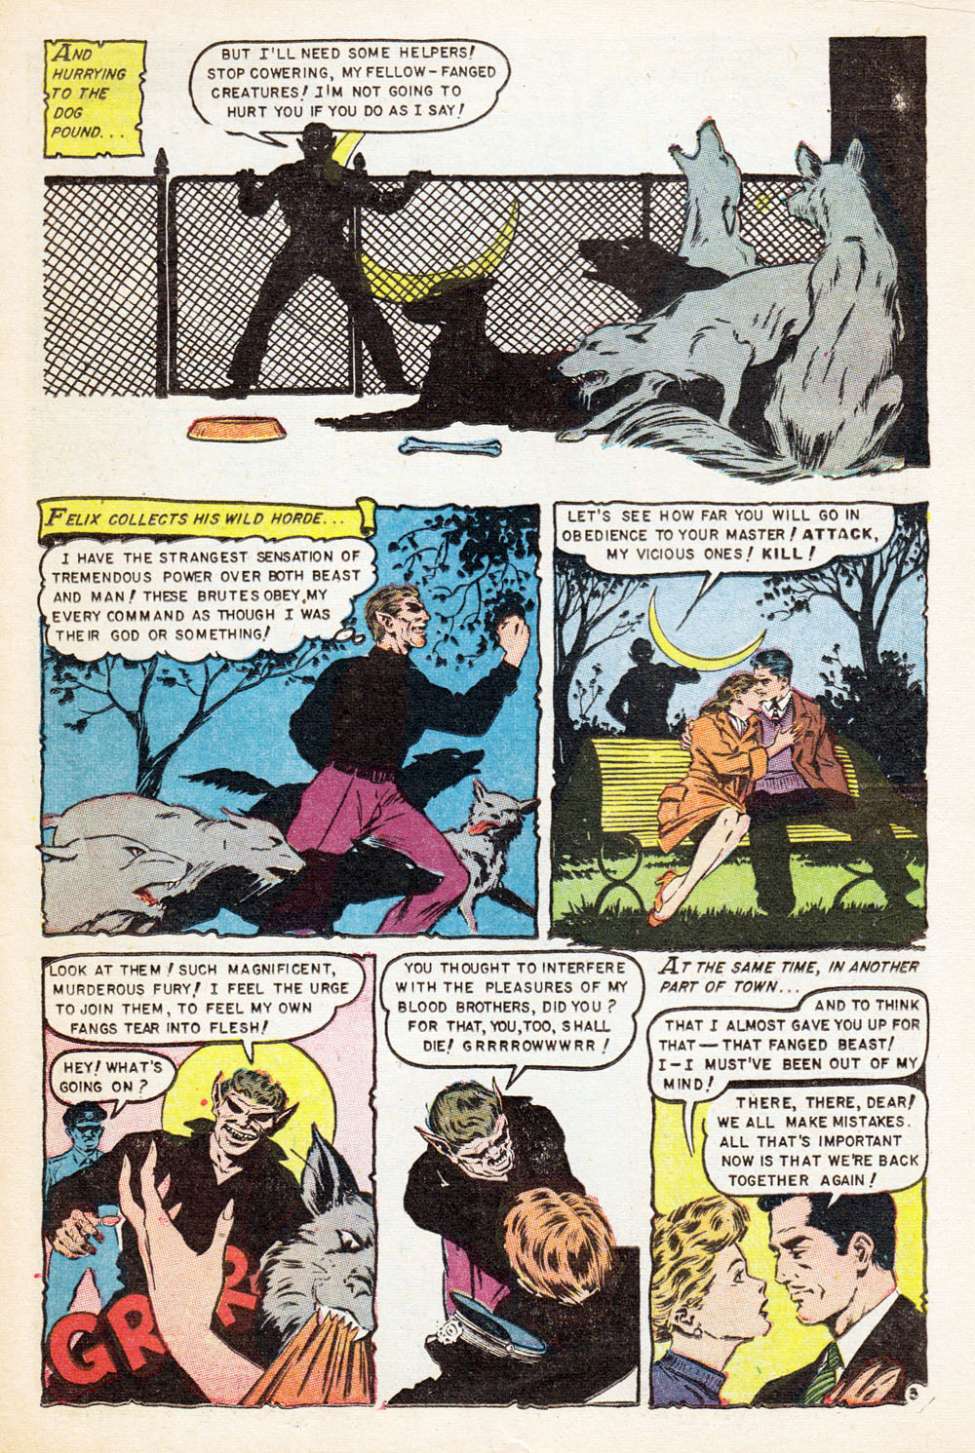 AND
HURRYING
TO THE
DOG
POUND...
BUT I'LL NEED SOME HELPERS!
STOP COWERING, MY FELLOW-FANGED
CREATURES! I'M NOT GOING TO
HURT YOU IF YOU DO AS I SAY!
FELIX COLLECTS HIS WILD HORDE...
I HAVE THE STRANGEST SENSATION OF
TREMENDOUS POWER OVER BOTH BEAST
AND MAN! THESE BRUTES OBEY, MY
EVERY COMMAND AS THOUGH I WAS
THEIR GOD OR SOMETHING!
LET'S SEE HOW FAR YOU WILL GO IN
OBEDIENCE TO YOUR MASTER! ATTACK,
MY VICIOUS ONES! KILL!
LOOK AT THEM! SUCH MAGNIFICENT,
MURDEROUS FURY! I FEEL THE URGE
TO JOIN THEM, TO FEEL MY OWN
FANGS TEAR INTO FLESH!
HEY! WHAT'S
GOING ON?
GRRR
YOU THOUGHT TO INTERFERE
WITH THE PLEASURES OF MY
BLOOD BROTHERS, DID YOU?
FOR THAT, YOU, TOO, SHALL
DIE! GRRRROWWWRR!
AT THE SAME TIME, IN ANOTHER
PART OF TOWN...
AND TO THINK
THAT I ALMOST GAVE YOU UP FOR
THAT—THAT FANGED BEAST!
I-I MUST'VE BEEN OUT OF MY
MIND!
THERE, THERE, DEAR!
WE ALL MAKE MISTAKES.
ALL THAT'S IMPORTANT
NOW IS THAT WE'RE BACK
TOGETHER AGAIN!
3